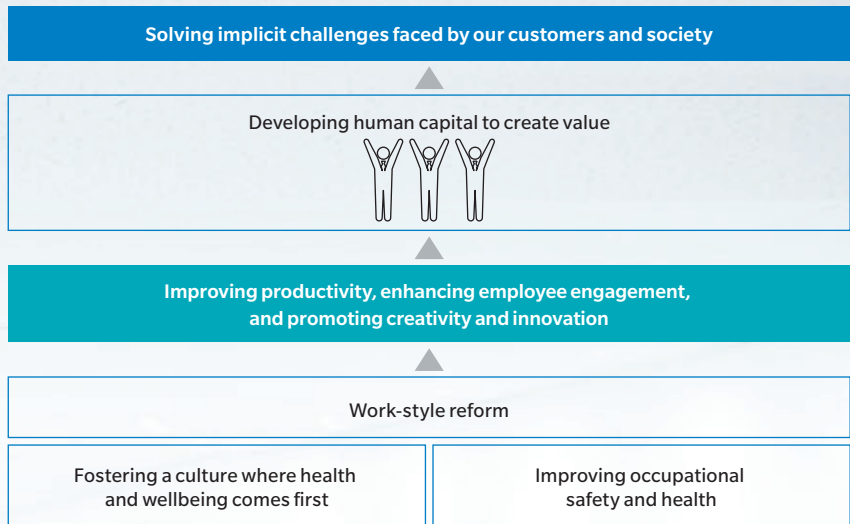 Solving implicit challenges faced by our customers and society
Developing human capital to create value
Improving productivity, enhancing employee engagement,
and promoting creativity and innovation
Work-style reform
Fostering a culture where health
and wellbeing comes first
Improving occupational
safety and health